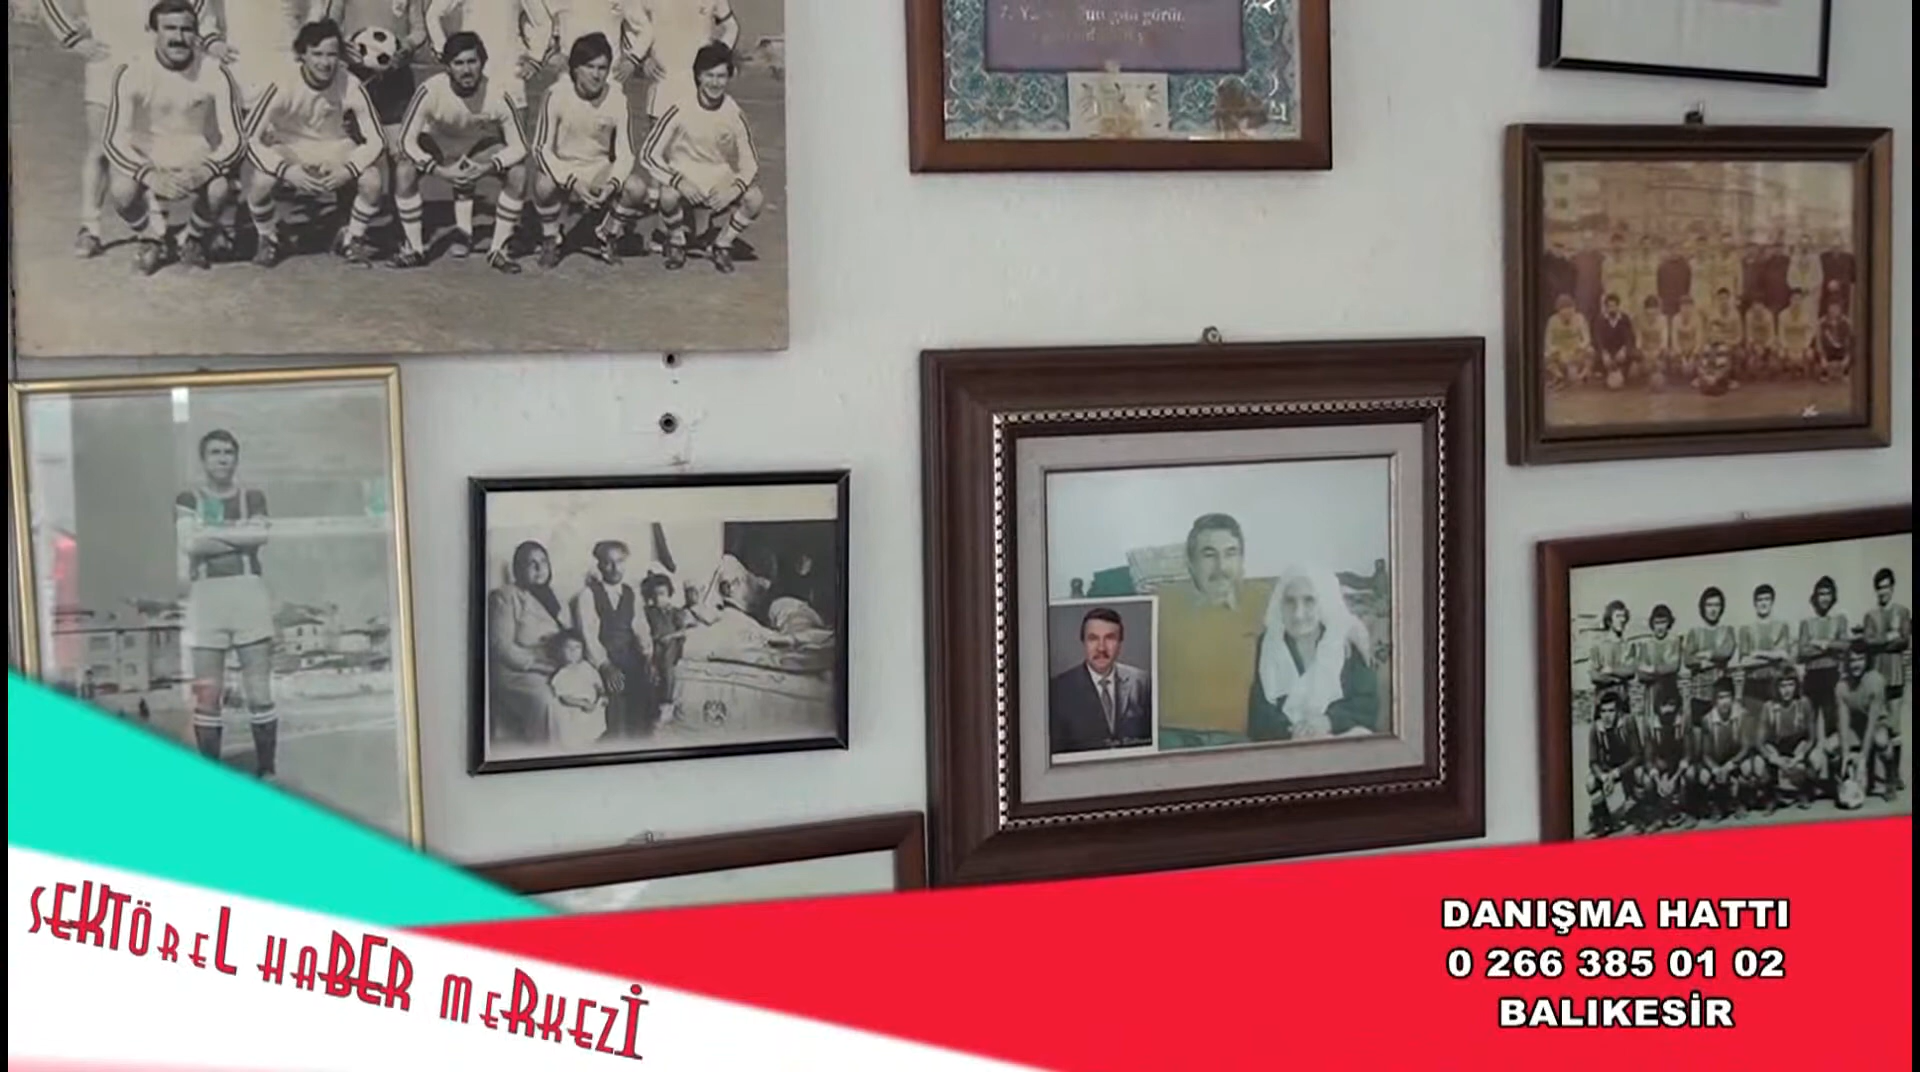 SEKTÖREL HABER MERKEZİ
DANIŞMA HATTI
0 266 385 01 02
BALIKESİR